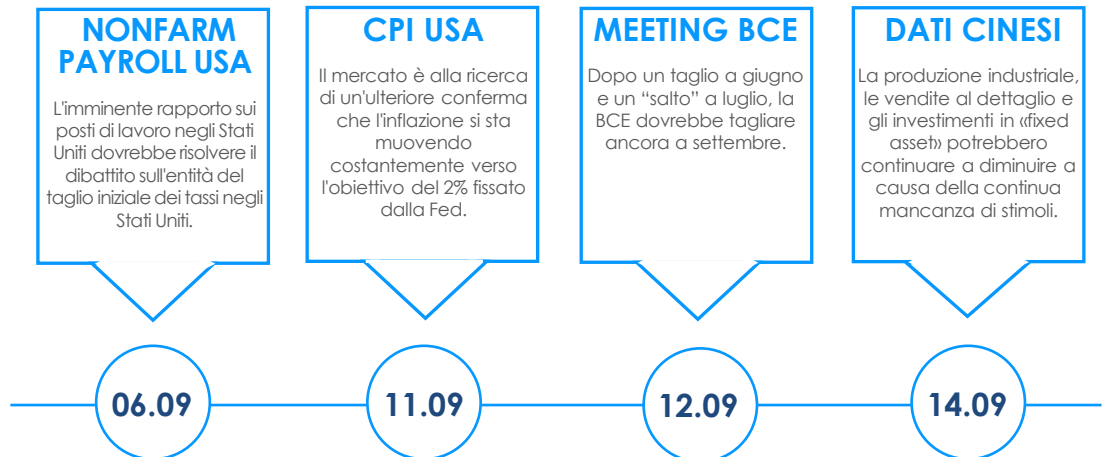 NONFARM
PAYROLL USA
L'imminente rapporto sui
posti di lavoro negli Stati
Uniti dovrebbe risolvere il
dibattito sull'entità del
taglio iniziale dei tassi negli
Stati Uniti.
06.09
CPI USA
Il mercato è alla ricerca
di un'ulteriore conferma
che l'inflazione si sta
muovendo
costantemente verso
l'obiettivo del 2% fissato
dalla Fed.
11.09
MEETING BCE
Dopo un taglio a giugno
e un “salto” a luglio, la
BCE dovrebbe tagliare
ancora a settembre.
12.09
DATI CINESI
La produzione industriale,
le vendite al dettaglio e
gli investimenti in «fixed
asset» potrebbero
continuare a diminuire a
causa della continua
mancanza di stimoli.
14.09